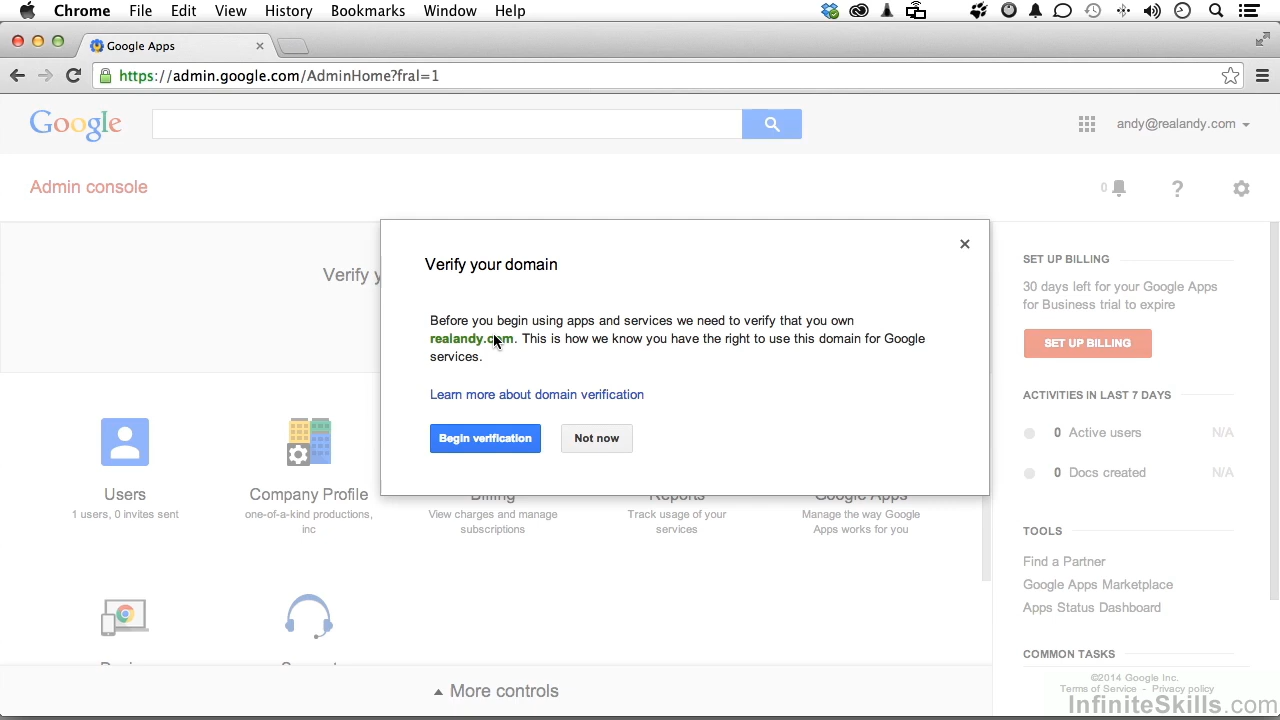 Chrome File Edit View History Bookmarks Window Help
Google Apps
https://admin.google.com/AdminHome?fral=1
Google
andy@realandy.com
Admin console
0
?
Verify y
Verify your domain
Before you begin using apps and services we need to verify that you own
realandy.com. This is how we know you have the right to use this domain for Google
services.
Learn more about domain verification
Begin verification
Not now
SET UP BILLING
30 days left for your Google Apps
for Business trial to expire
SET UP BILLING
ACTIVITIES IN LAST 7 DAYS
0 Active users N/A
0 Docs created N/A
TOOLS
Find a Partner
Google Apps Marketplace
Apps Status Dashboard
COMMON TASKS
Users
1 users, 0 invites sent
Company Profile
one-of-a-kind productions,
inc
Billing
View charges and manage
subscriptions
Reports
Track usage of your
services
Google Apps
Manage the way Google
Apps works for you
More controls
©2014 Google Inc.
Terms of Service - Privacy policy
InfiniteSkills.com